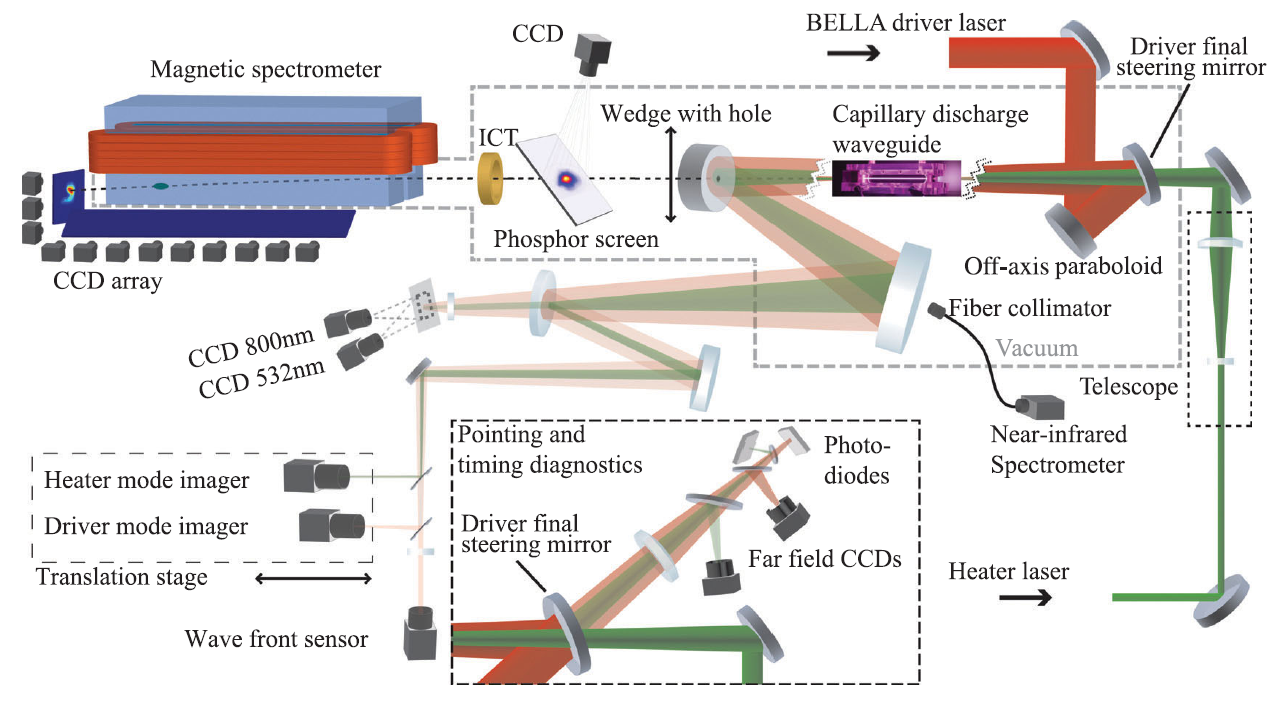 BELLA driver laser
CCD
Driver final
steering mirror
Magnetic spectrometer
Wedge with hole
Capillary discharge
waveguide
ICT
Phosphor screen
Off-axis paraboloid
CCD array
Fiber collimator
CCD 800nm
CCD 532nm
Vacuum
Telescope
Near-infrared
Spectrometer
Pointing and
timing diagnostics
Photo-
diodes
Heater mode imager
Driver mode imager
Driver final
steering mirror
Far field CCDs
Translation stage
Heater laser
Wave front sensor